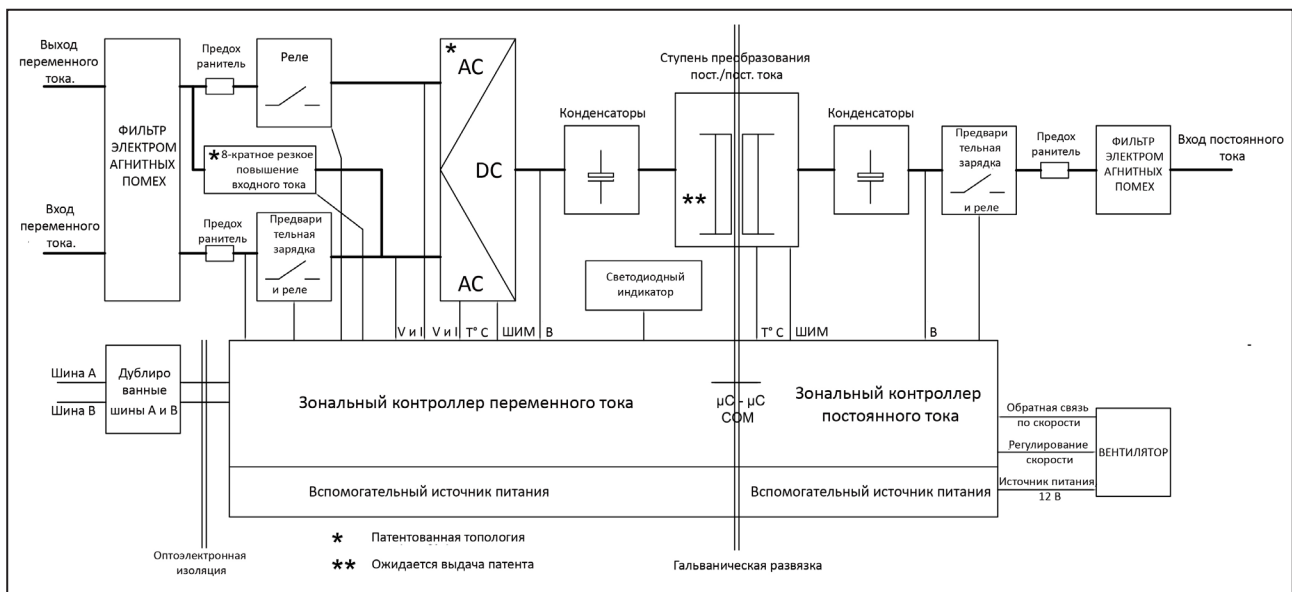 Выход
переменного
тока.
ФИЛЬТР
ЭЛЕКТРОМ
АГНИТНЫХ
ПОМЕХ
Вход
переменного
тока.
Предох
ранитель
Реле
*8-кратное резкое
повышение
входного тока
Предох
ранитель
Предвари
тельная
зарядка
и реле
* AC
DC
AC
Конденсаторы
Ступень преобразования
пост./пост. тока
**
Конденсаторы
Предвари
тельная
зарядка
и реле
Предох
ранитель
ФИЛЬТР
ЭЛЕКТРОМ
АГНИТНЫХ
ПОМЕХ
Вход постоянного
тока
Светодиодный
индикатор
V и I
V и I
T° C
ШИМ
В
T° C
ШИМ
В
Шина А
Шина В
Дублиро
ванные
шины А и В
Зональный контроллер переменного тока
µC - µC
COM
Зональный контроллер
постоянного тока
Обратная связь
по скорости
Регулирование
скорости
Источник питания
12 В
ВЕНТИЛЯТОР
Вспомогательный источник питания
Вспомогательный источник питания
Оптоэлектронная
изоляция
* Патентованная топология
** Ожидается выдача патента
Гальваническая развязка